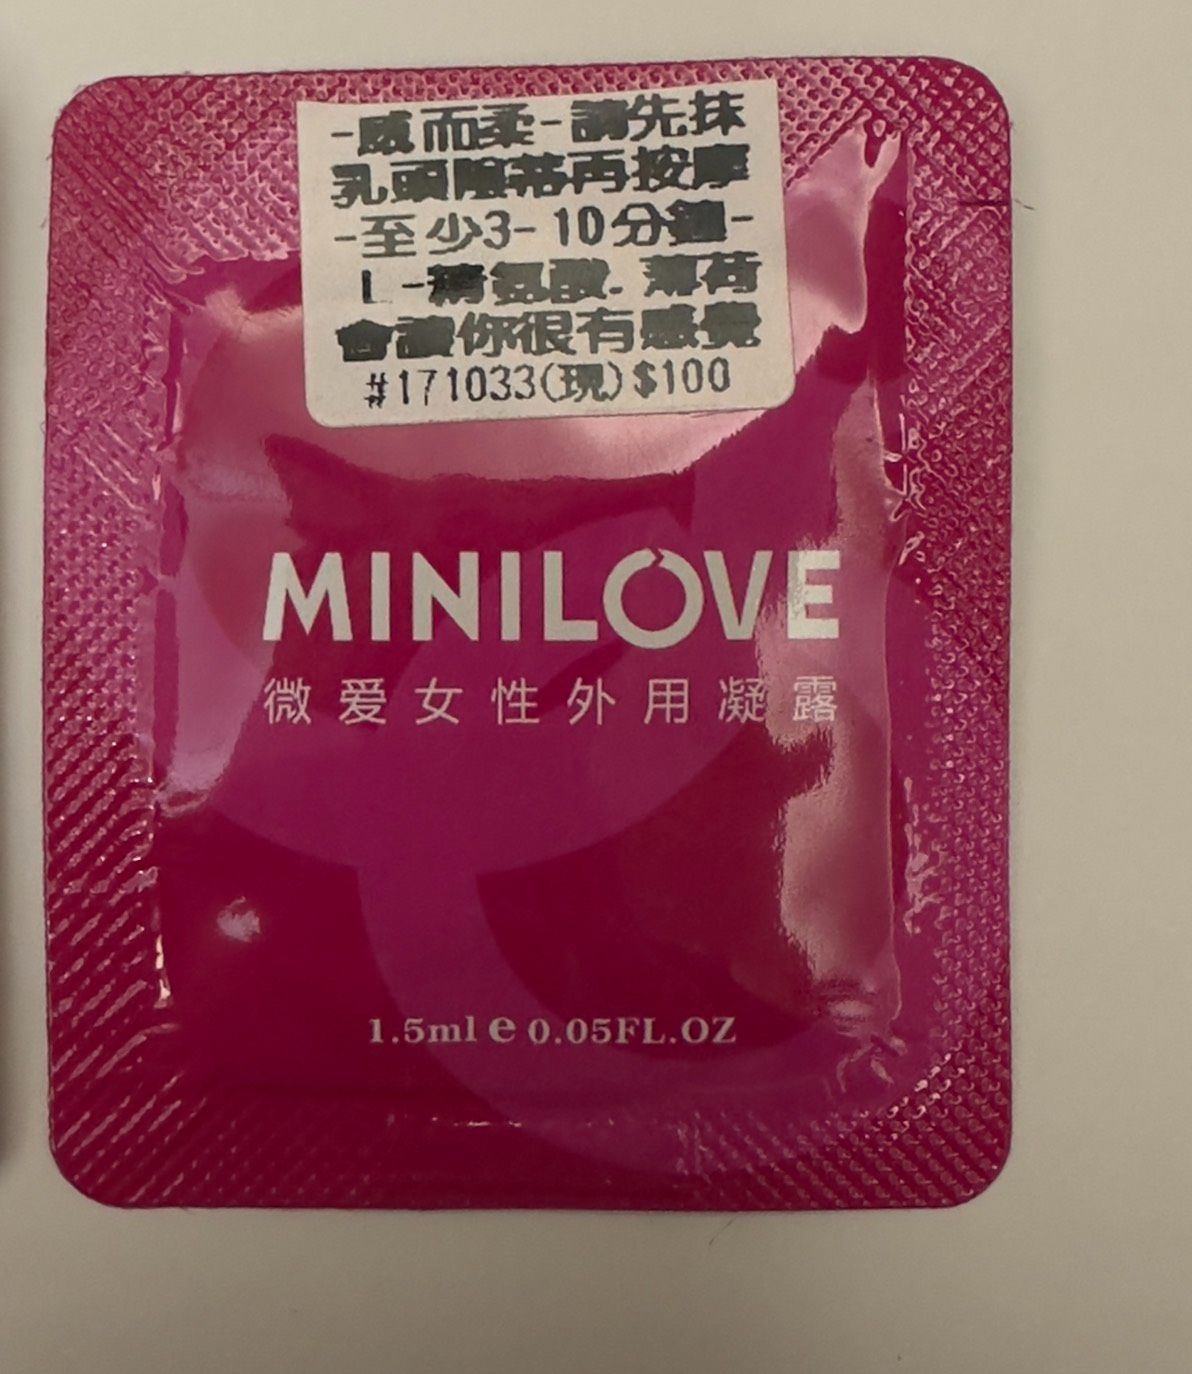 -威而柔-請先抹
乳頭陰蒂再按摩
-至少3-10分鐘-
L-精氨酸.薄荷
會讓你很有感覺
#171033(現)$100
MINILOVE
微爱女性外用凝露
1.5ml e 0.05FL.OZ